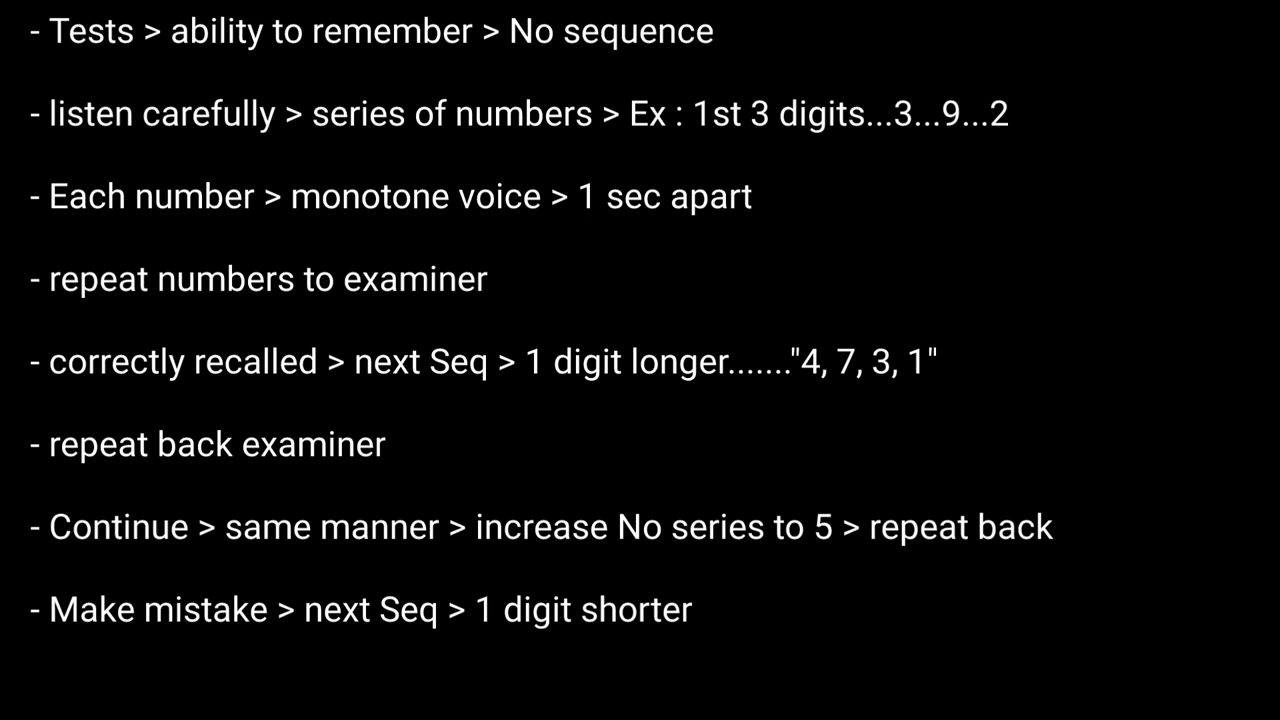 - Tests > ability to remember > No sequence
- listen carefully > series of numbers > Ex : 1st 3 digits...3...9...2
- Each number > monotone voice > 1 sec apart
- repeat numbers to examiner
- correctly recalled > next Seq > 1 digit longer......."4, 7, 3, 1"
- repeat back examiner
- Continue > same manner > increase No series to 5 > repeat back
- Make mistake > next Seq > 1 digit shorter